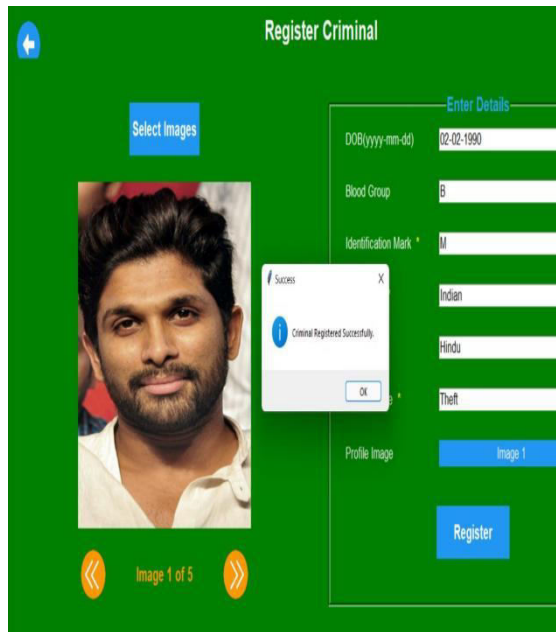 Register Criminal
Select Images
Enter Details
DOB(yyyy-mm-dd) 02-02-1990
Blood Group B
Identification Mark * M
Indian
Hindu
* Theft
Profile Image Image 1
Register
Image 1 of 5
Success X
Criminal Registered Successfully.
OK